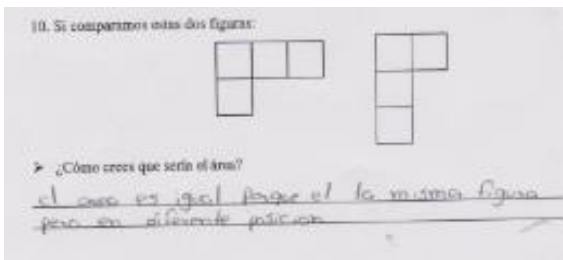 10. Si comparamos estas dos figuras:
➤ ¿Cómo crees que sería el área?
el area es igual porque el la misma figura
pero en diferente posicion